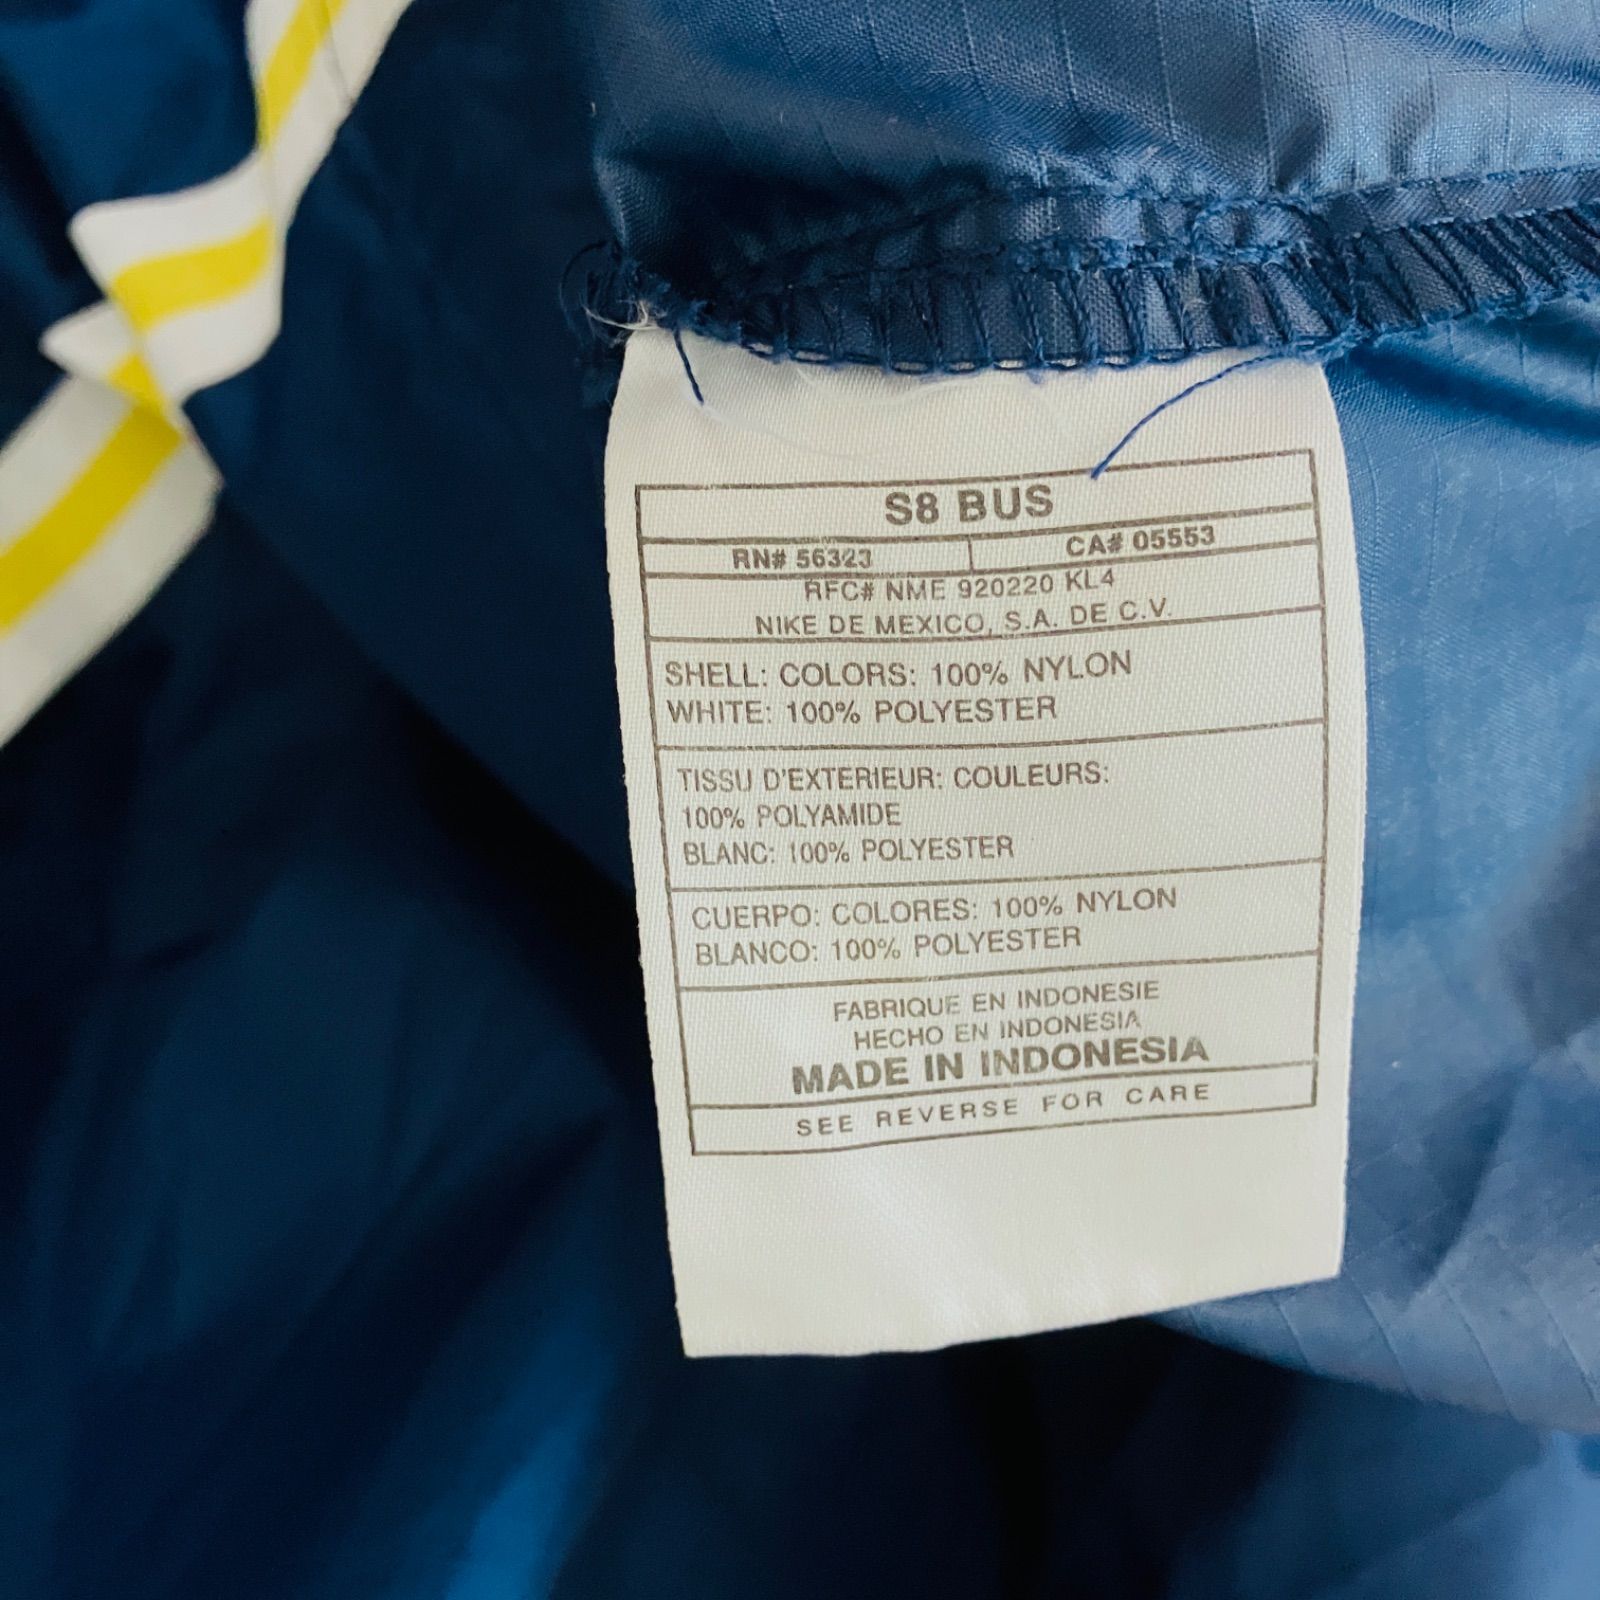 S8 BUS
RN# 56323 CA# 05553
RFC# NME 920220 KL4
NIKE DE MEXICO, S.A. DE C.V.
SHELL: COLORS: 100% NYLON
WHITE: 100% POLYESTER
TISSU D'EXTERIEUR: COULEURS:
100% POLYAMIDE
BLANC: 100% POLYESTER
CUERPO: COLORES: 100% NYLON
BLANCO: 100% POLYESTER
FABRIQUE EN INDONESIE
HECHO EN INDONESIA
MADE IN INDONESIA
SEE REVERSE FOR CARE